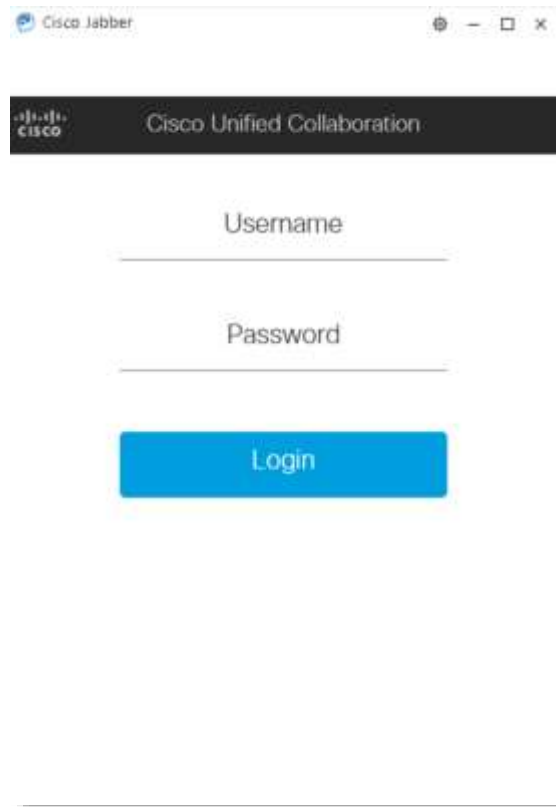 Cisco Jabber
CISCO
Cisco Unified Collaboration
Username
Password
Login